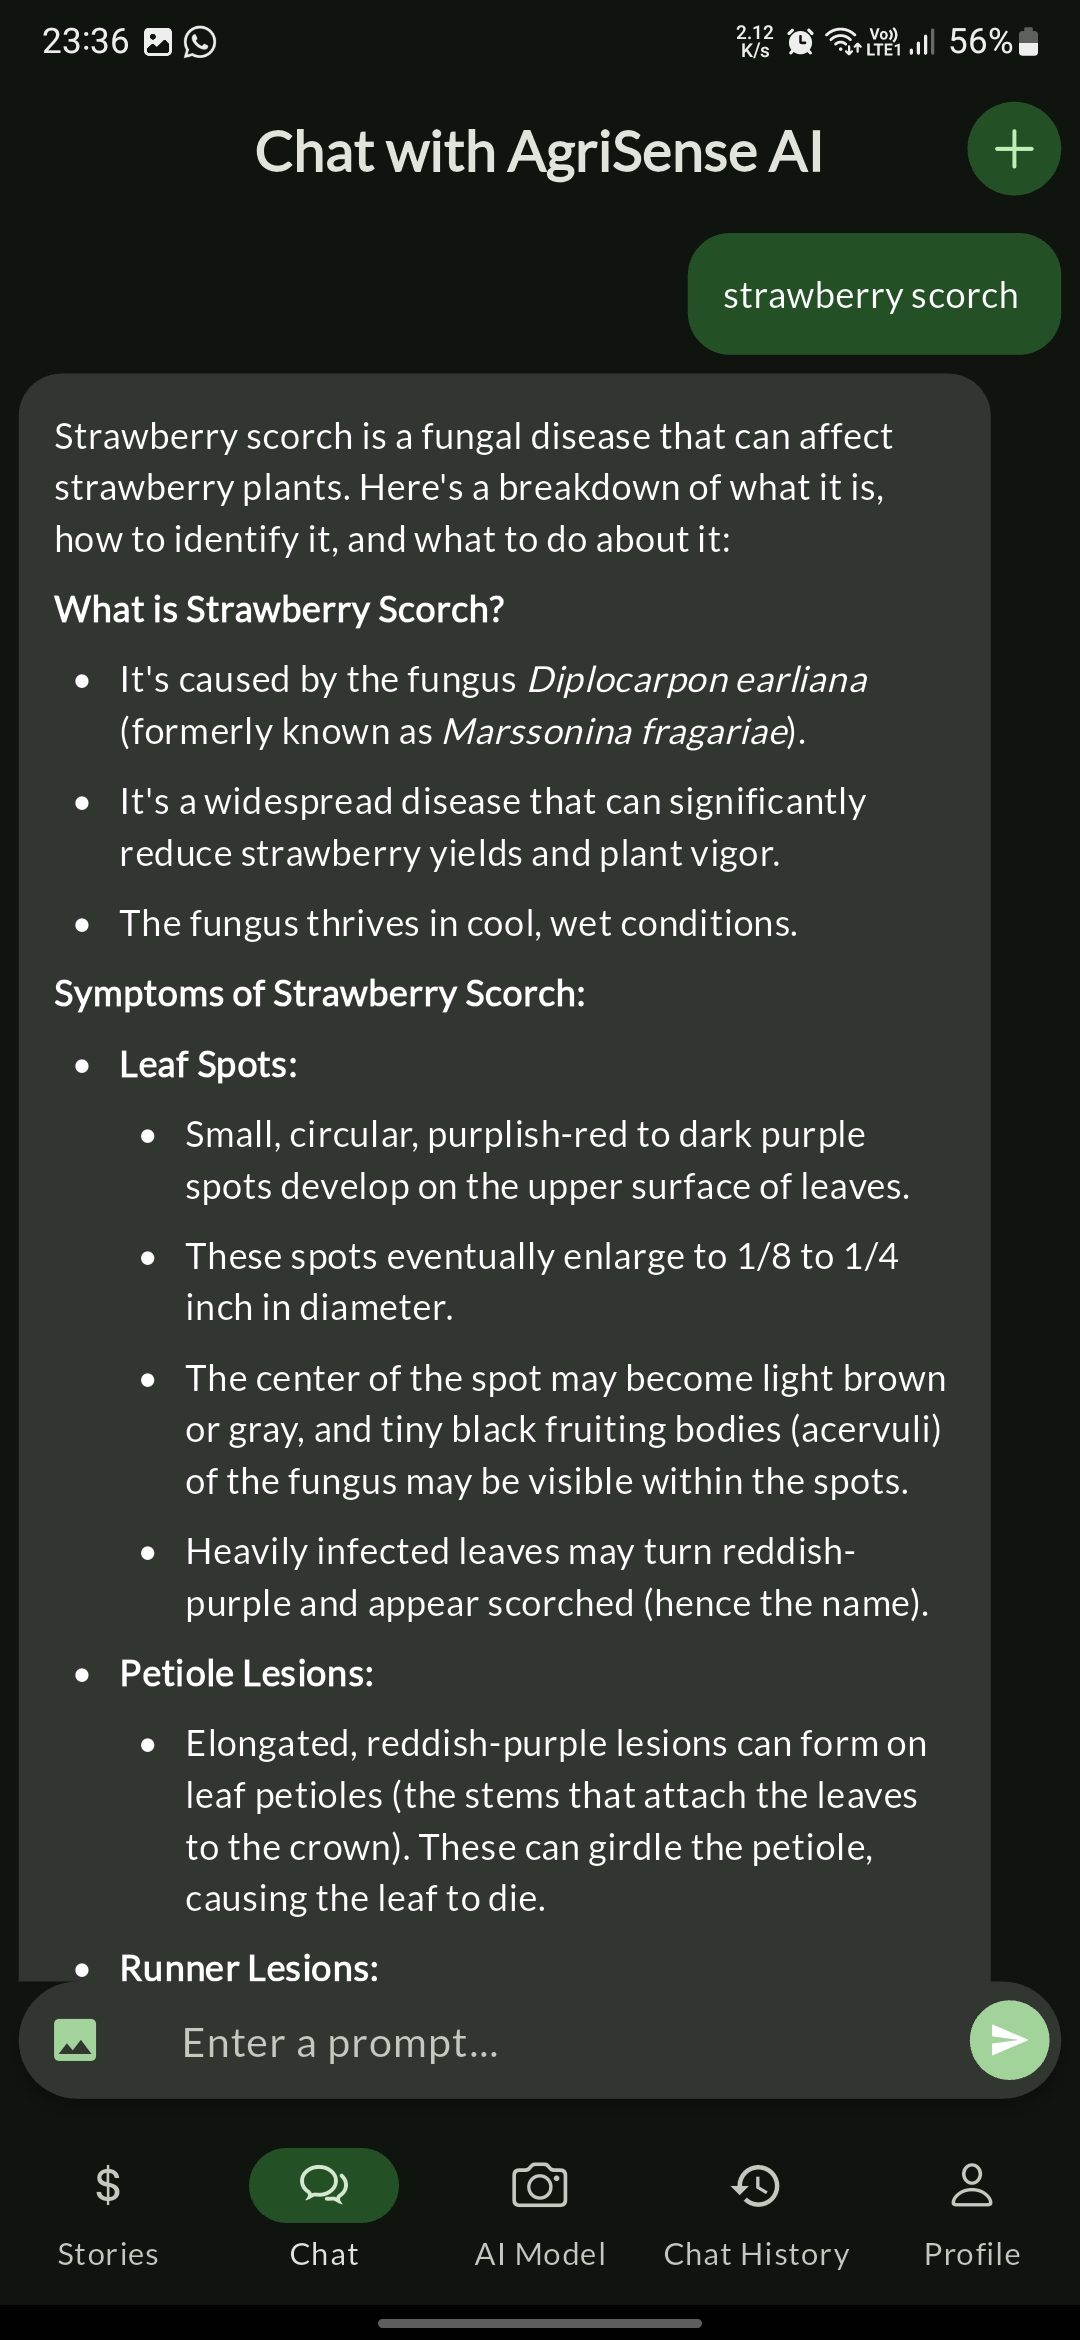 23:36
2.12
K/s
Vo))
LTE1
56%
Chat with AgriSense AI
strawberry scorch
Strawberry scorch is a fungal disease that can affect
strawberry plants. Here's a breakdown of what it is,
how to identify it, and what to do about it:
What is Strawberry Scorch?
• It's caused by the fungus Diplocarpon earliana
(formerly known as Marssonina fragariae).
• It's a widespread disease that can significantly
reduce strawberry yields and plant vigor.
• The fungus thrives in cool, wet conditions.
Symptoms of Strawberry Scorch:
• Leaf Spots:
• Small, circular, purplish-red to dark purple
spots develop on the upper surface of leaves.
• These spots eventually enlarge to 1/8 to 1/4
inch in diameter.
• The center of the spot may become light brown
or gray, and tiny black fruiting bodies (acervuli)
of the fungus may be visible within the spots.
• Heavily infected leaves may turn reddish-
purple and appear scorched (hence the name).
• Petiole Lesions:
• Elongated, reddish-purple lesions can form on
leaf petioles (the stems that attach the leaves
to the crown). These can girdle the petiole,
causing the leaf to die.
• Runner Lesions:
Enter a prompt...
$
Stories
Chat
AI Model
Chat History
Profile